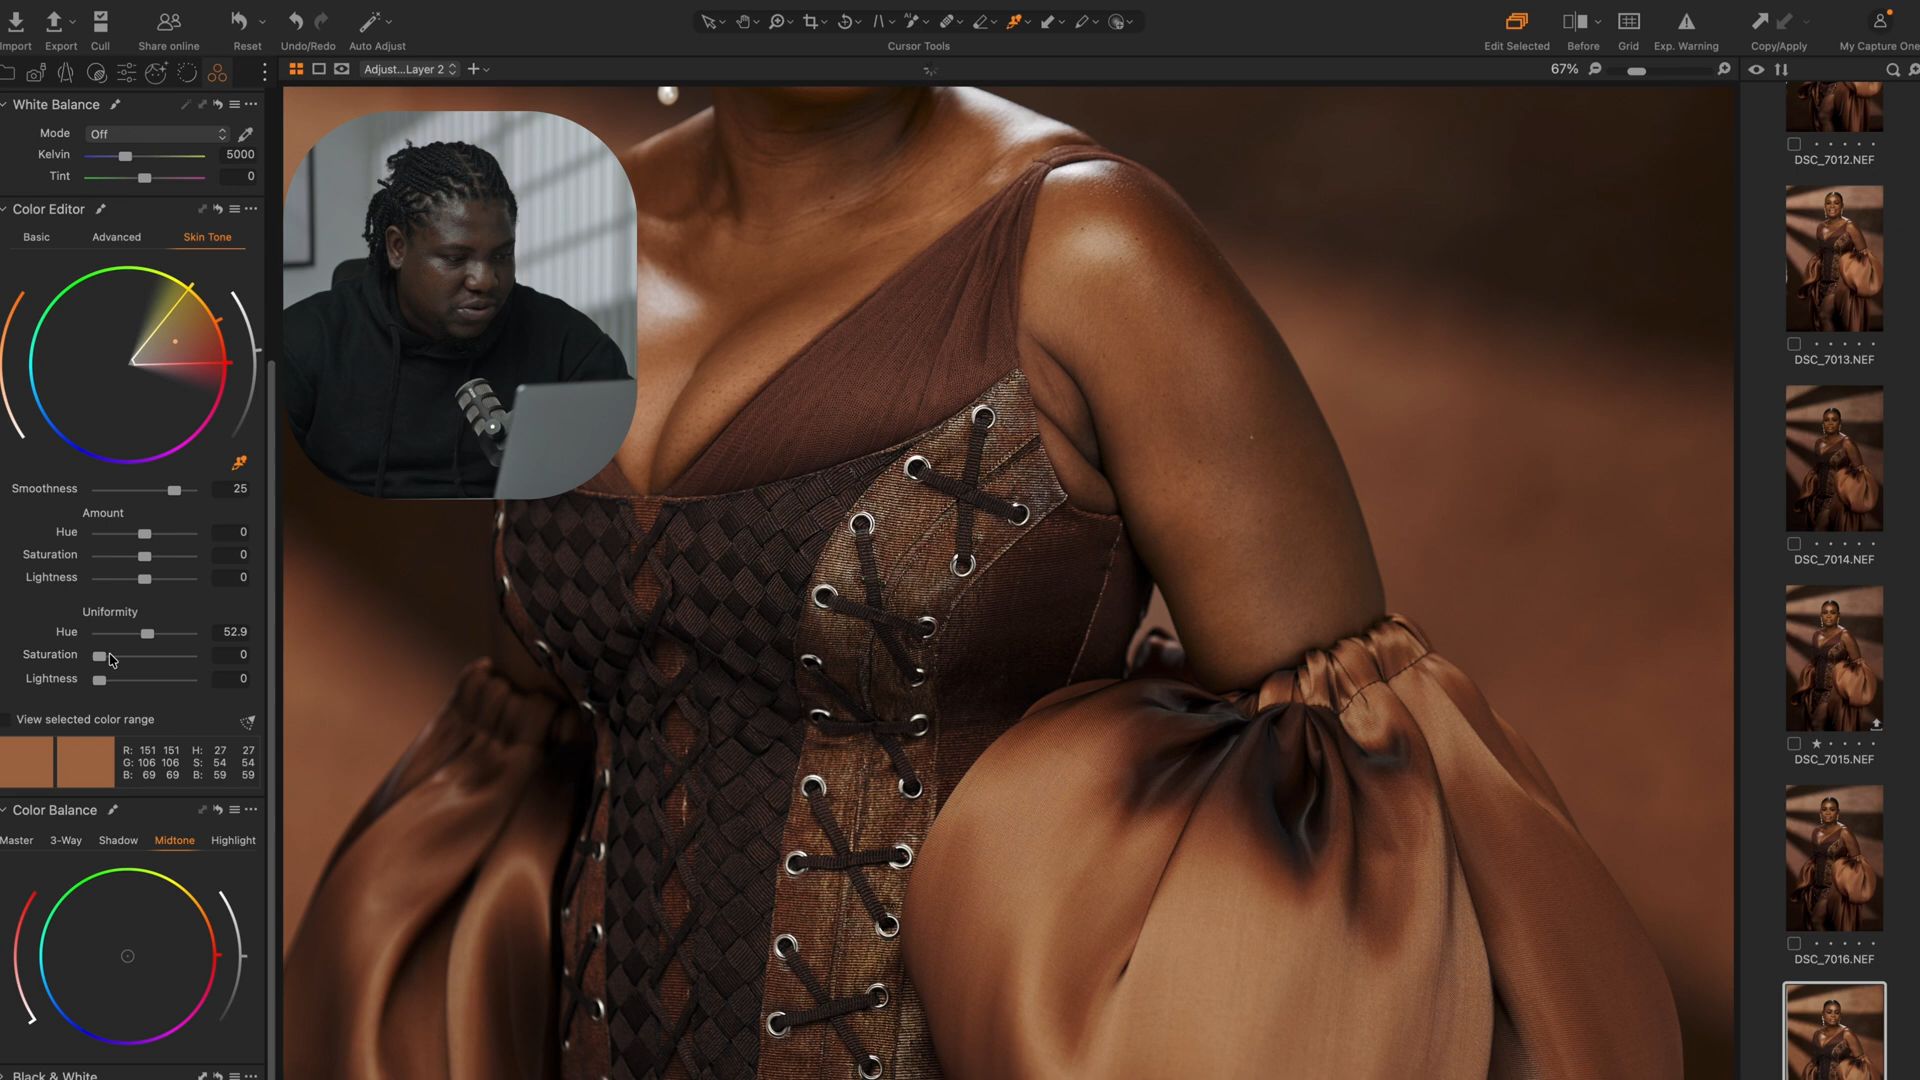 Import Export Cull Share online Reset Undo/Redo Auto Adjust Cursor Tools Edit Selected Before Grid Exp. Warning Copy/Apply My Capture One
Adjust...Layer 2
67%
White Balance
Mode Off
Kelvin 5000
Tint 0
Color Editor
Basic Advanced Skin Tone
Smoothness 25
Amount
Hue 0
Saturation 0
Lightness 0
Uniformity
Hue 52.9
Saturation 0
Lightness 0
View selected color range
R: 151 151 H: 27 27
G: 106 106 S: 54 54
B: 69 69 B: 59 59
Color Balance
Master 3-Way Shadow Midtone Highlight
Black & White
DSC_7012.NEF
DSC_7013.NEF
DSC_7014.NEF
DSC_7015.NEF
DSC_7016.NEF